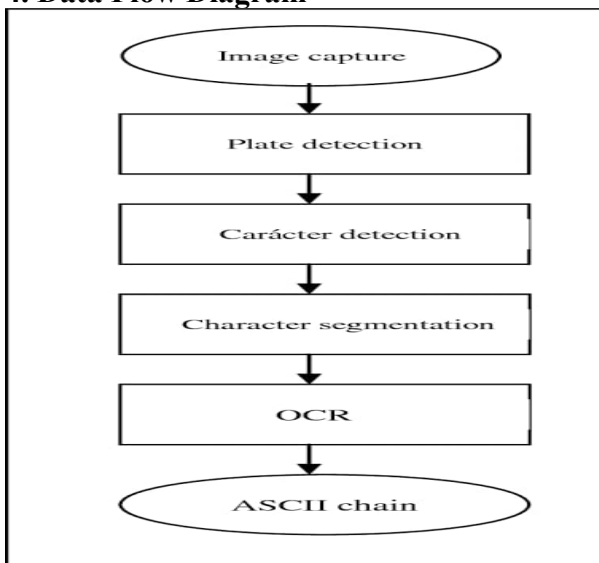 4. Data Flow Diagram
Image capture
Plate detection
Carácter detection
Character segmentation
OCR
ASCII chain